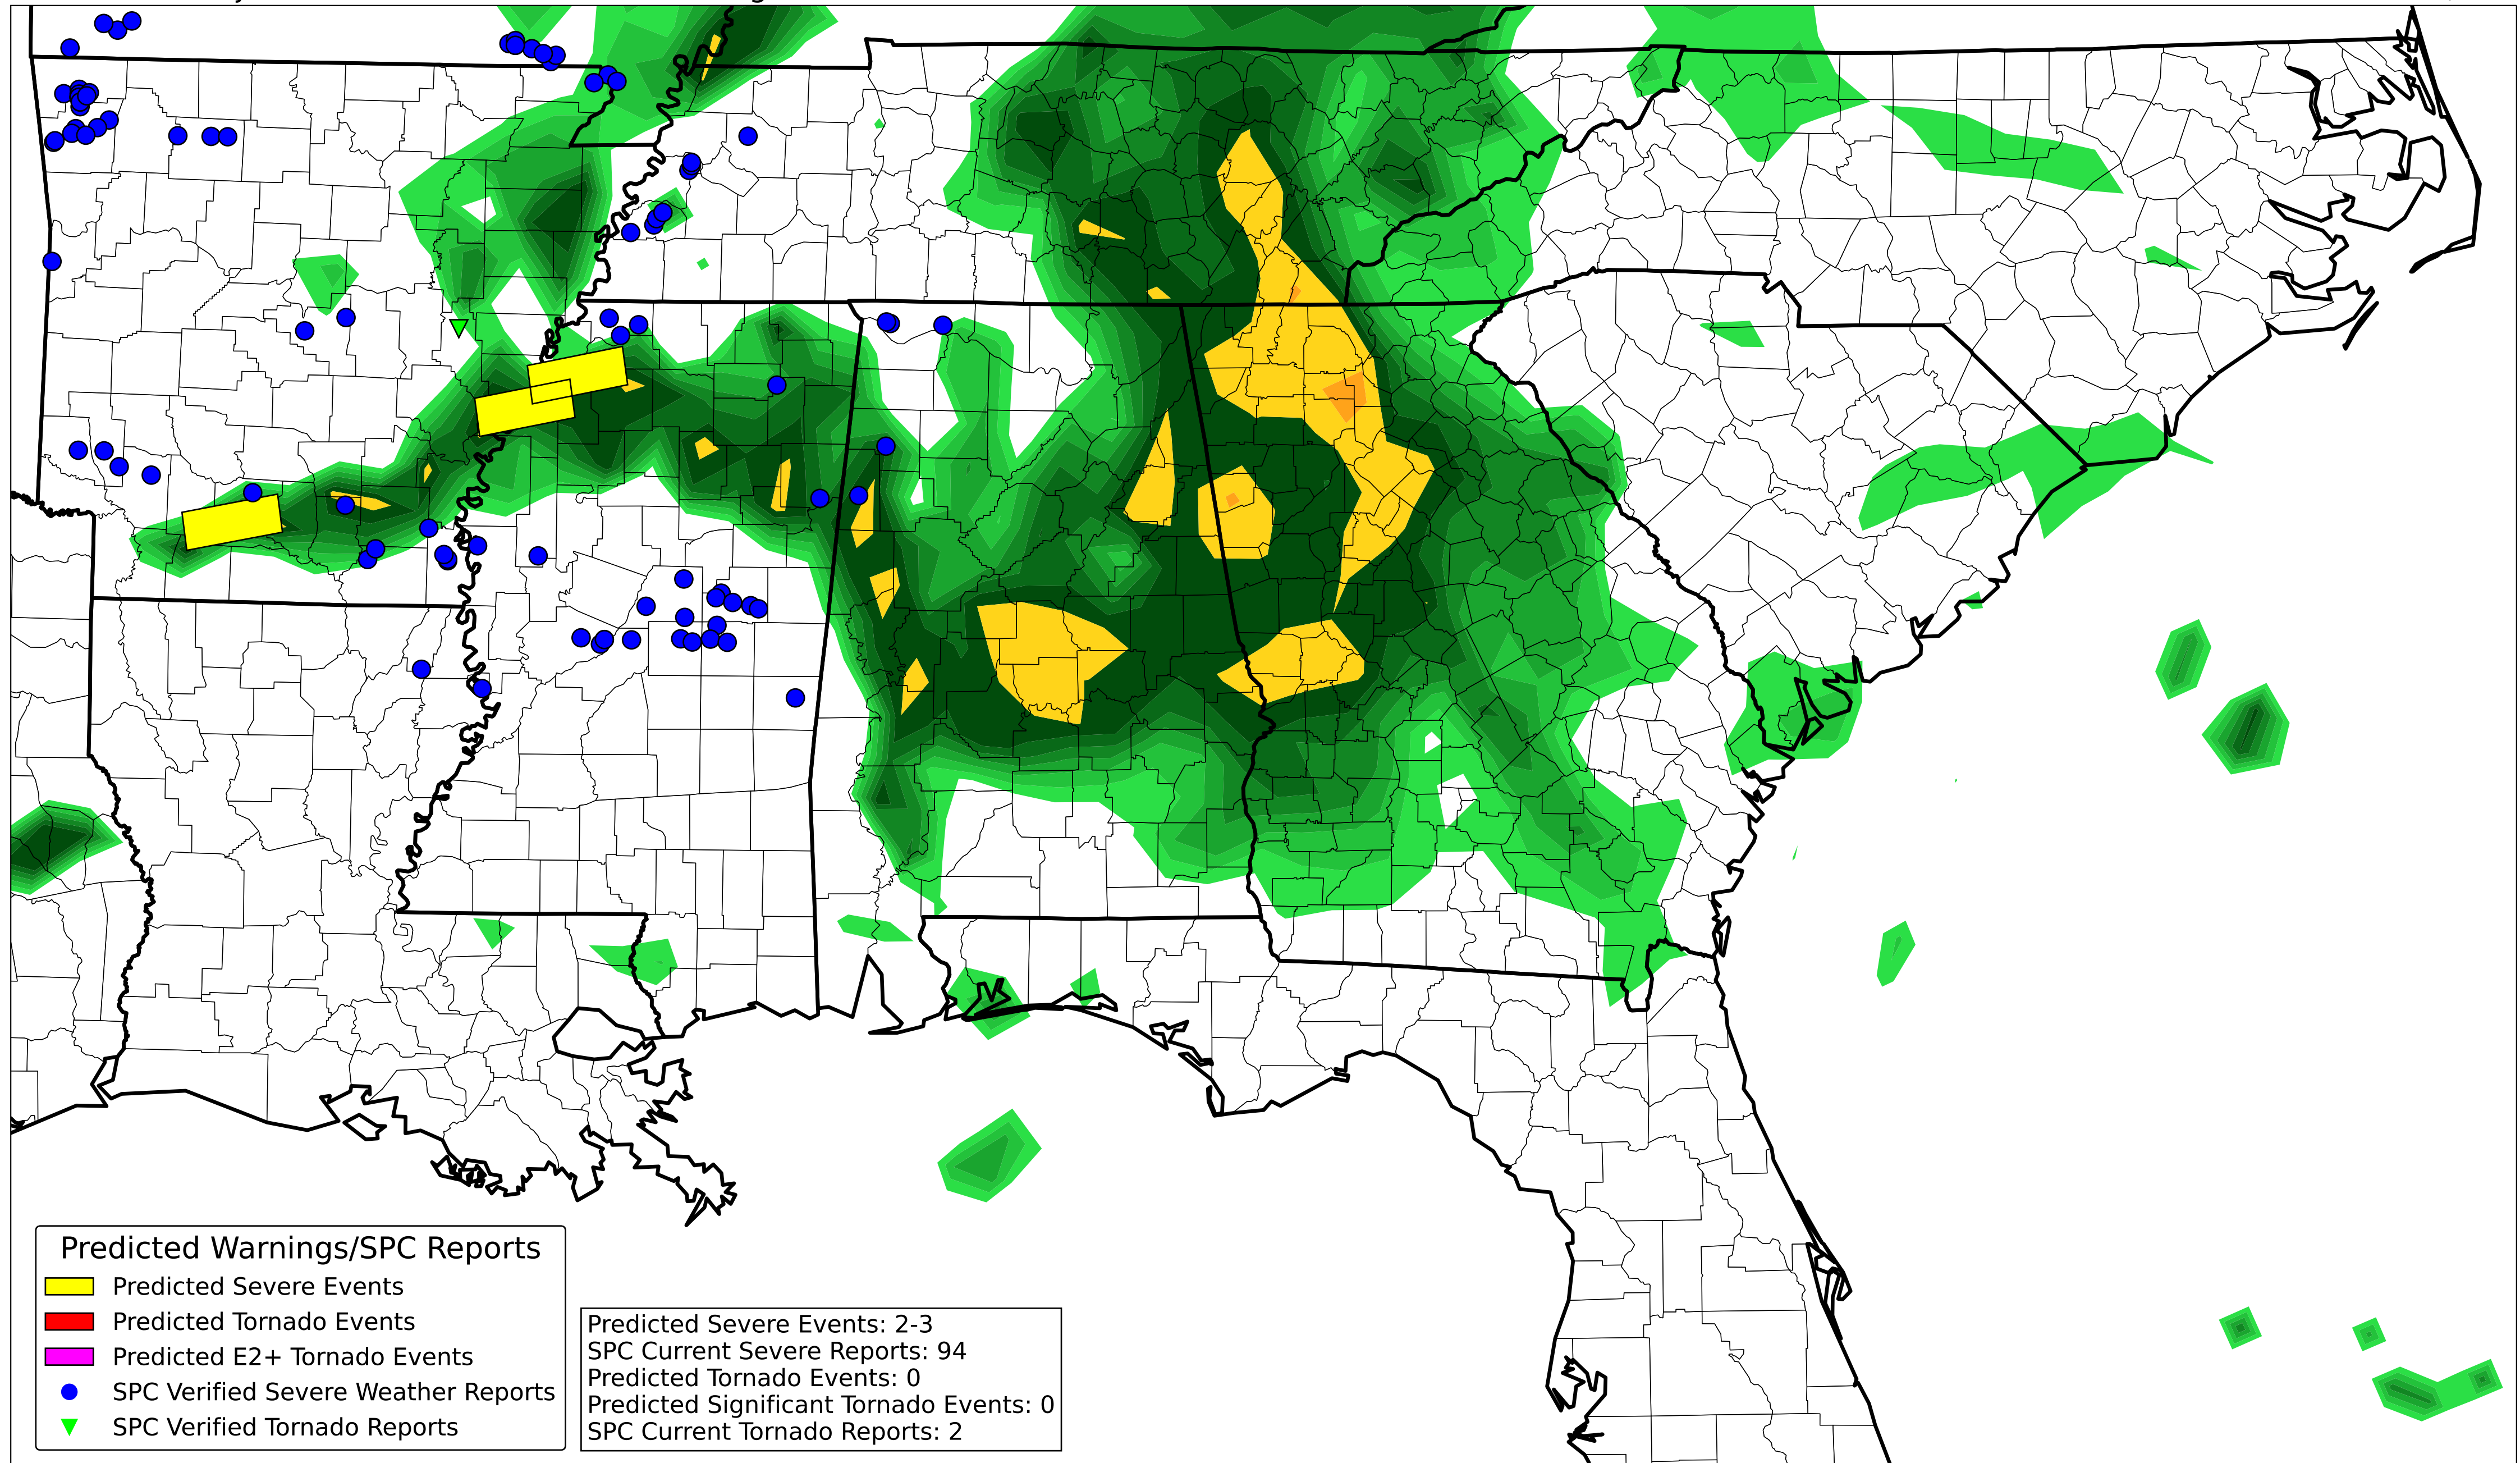 Predicted Warnings/SPC Reports
Predicted Severe Events
Predicted Tornado Events
Predicted E2+ Tornado Events
SPC Verified Severe Weather Reports
SPC Verified Tornado Reports
Predicted Severe Events: 2-3
SPC Current Severe Reports: 94
Predicted Tornado Events: 0
Predicted Significant Tornado Events: 0
SPC Current Tornado Reports: 2